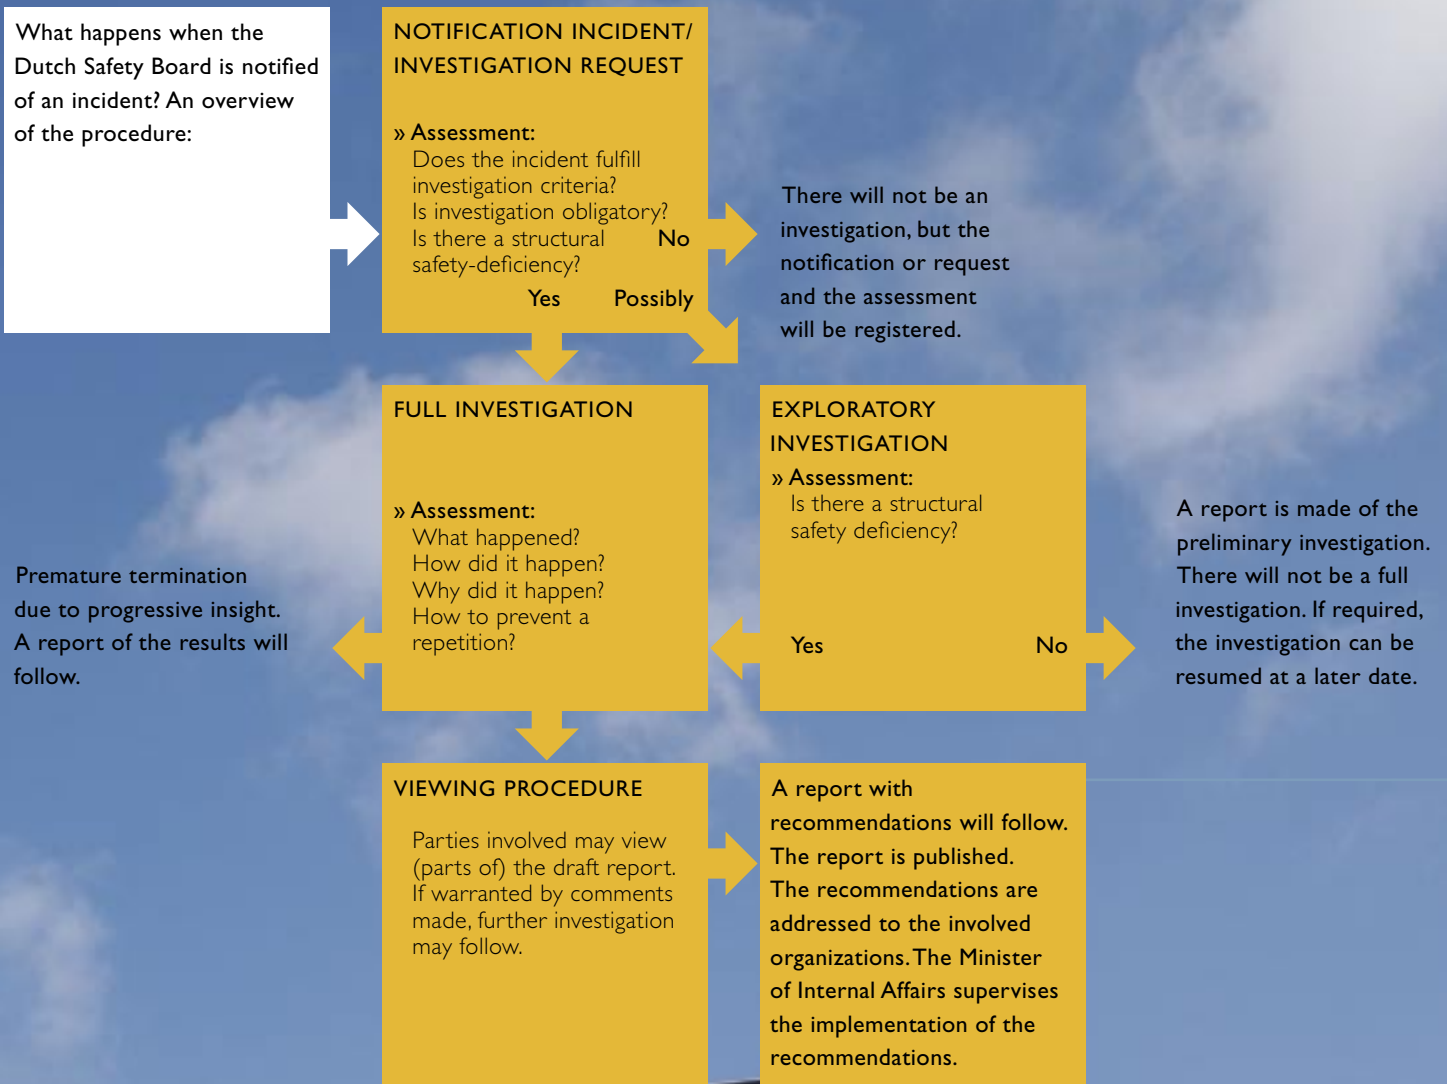 What happens when the
Dutch Safety Board is notified
of an incident? An overview
of the procedure:
NOTIFICATION INCIDENT/
INVESTIGATION REQUEST
» Assessment:
Does the incident fulfill
investigation criteria?
Is investigation obligatory?
Is there a structural
safety-deficiency?
No
Yes
Possibly
There will not be an
investigation, but the
notification or request
and the assessment
will be registered.
FULL INVESTIGATION
» Assessment:
What happened?
How did it happen?
Why did it happen?
How to prevent a
repetition?
EXPLORATORY
INVESTIGATION
» Assessment:
Is there a structural
safety deficiency?
Yes
No
A report is made of the
preliminary investigation.
There will not be a full
investigation. If required,
the investigation can be
resumed at a later date.
Premature termination
due to progressive insight.
A report of the results will
follow.
VIEWING PROCEDURE
Parties involved may view
(parts of) the draft report.
If warranted by comments
made, further investigation
may follow.
A report with
recommendations will follow.
The report is published.
The recommendations are
addressed to the involved
organizations. The Minister
of Internal Affairs supervises
the implementation of the
recommendations.